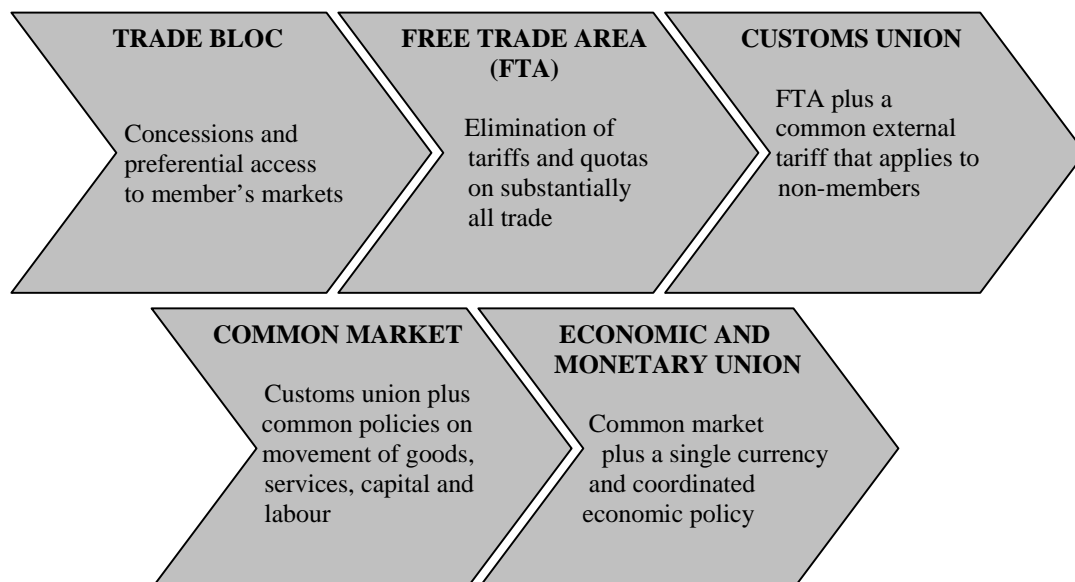 TRADE BLOC
Concessions and
preferential access
to member’s markets
FREE TRADE AREA
(FTA)
Elimination of
tariffs and quotas
on substantially
all trade
CUSTOMS UNION
FTA plus a
common external
tariff that applies to
non-members
COMMON MARKET
Customs union plus
common policies on
movement of goods,
services, capital and
labour
ECONOMIC AND
MONETARY UNION
Common market
plus a single currency
and coordinated
economic policy